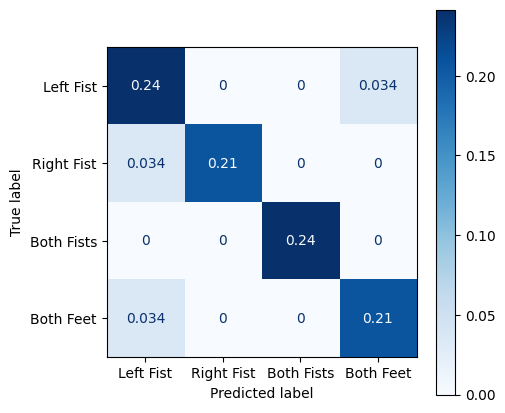 Left Fist 0.24 0 0 0.034
Right Fist 0.034 0.21 0 0
Both Fists 0 0 0.24 0
Both Feet 0.034 0 0 0.21
Left Fist Right Fist Both Fists Both Feet
Predicted label
True label
0.20
0.15
0.10
0.05
0.00